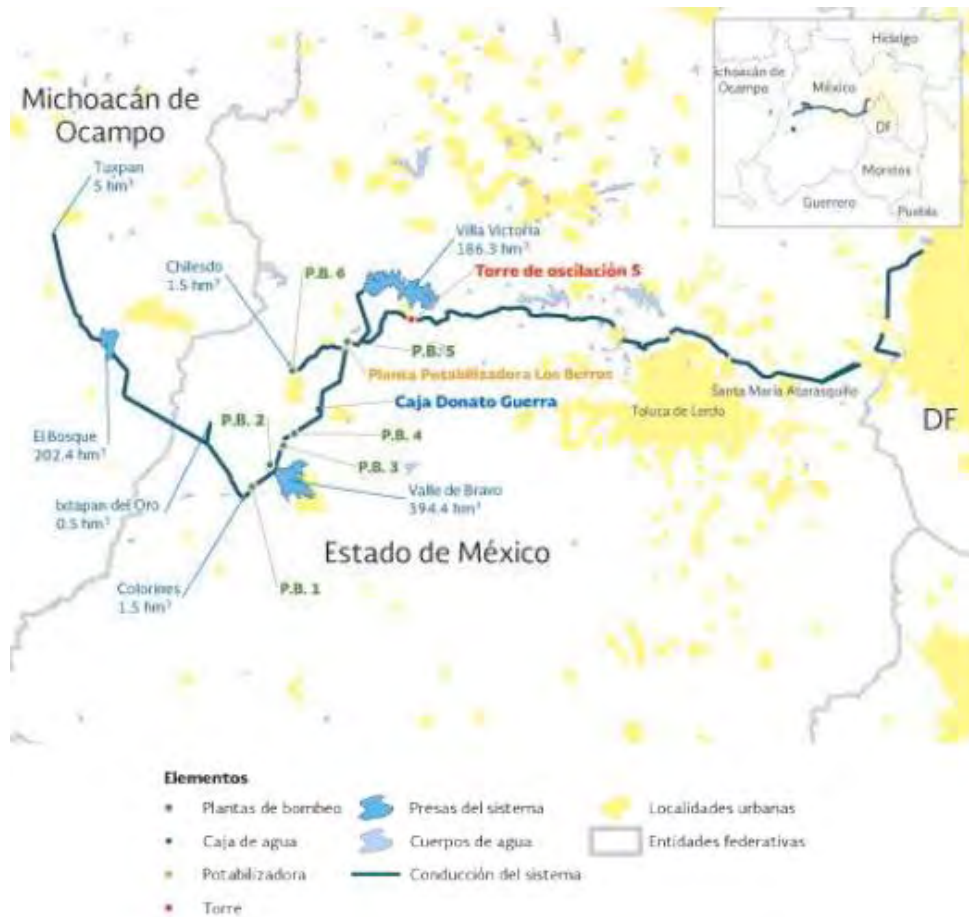 Michoacán de
Ocampo
Tuxpan
5 hm³
Hidalgo
México
Ocampo
DF
Morelos
Guerrero
Puebla
Villa Victoria
186.3 hm³
Chilesdo
1.5 hm³
P.B. 6
Torre de oscilación 5
P.B. 5
Planta Potabilizadora Los Berros
Caja Donato Guerra
Santa María Atarasquillo
Toluca de Lerdo
DF
P.B. 2
P.B. 4
P.B. 3
El Bosque
202.4 hm³
Ixtapan del Oro
0.5 hm³
Valle de Bravo
394.4 hm³
Estado de México
Colorines
1.5 hm³
P.B. 1
Elementos
Plantas de bombeo
Presas del sistema
Localidades urbanas
Caja de agua
Cuerpos de agua
Entidades federativas
Potabilizadora
Conducción del sistema
Torre